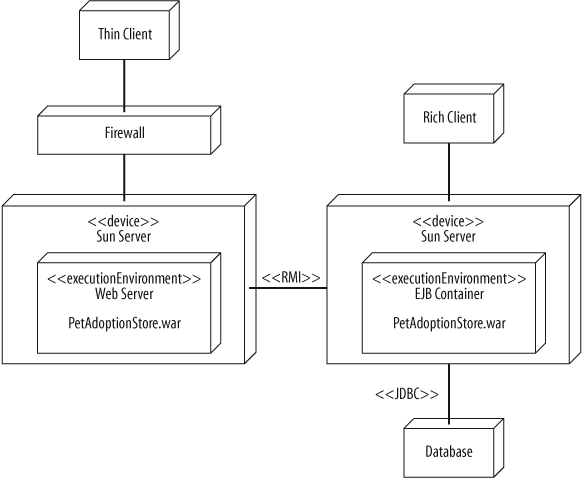 Thin Client
Firewall
Rich Client
<<device>>
Sun Server
<<executionEnvironment>>
Web Server
PetAdoptionStore.war
<<RMI>>
<<device>>
Sun Server
<<executionEnvironment>>
EJB Container
PetAdoptionStore.war
<<JDBC>>
Database